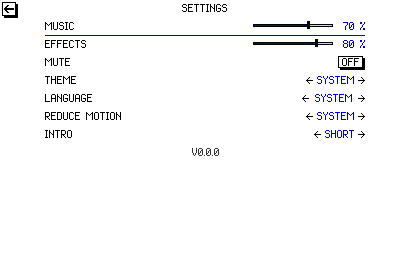 SETTINGS
MUSIC 70 %
EFFECTS 80 %
MUTE OFF
THEME ← SYSTEM →
LANGUAGE ← SYSTEM →
REDUCE MOTION ← SYSTEM →
INTRO ← SHORT →
V0.0.0